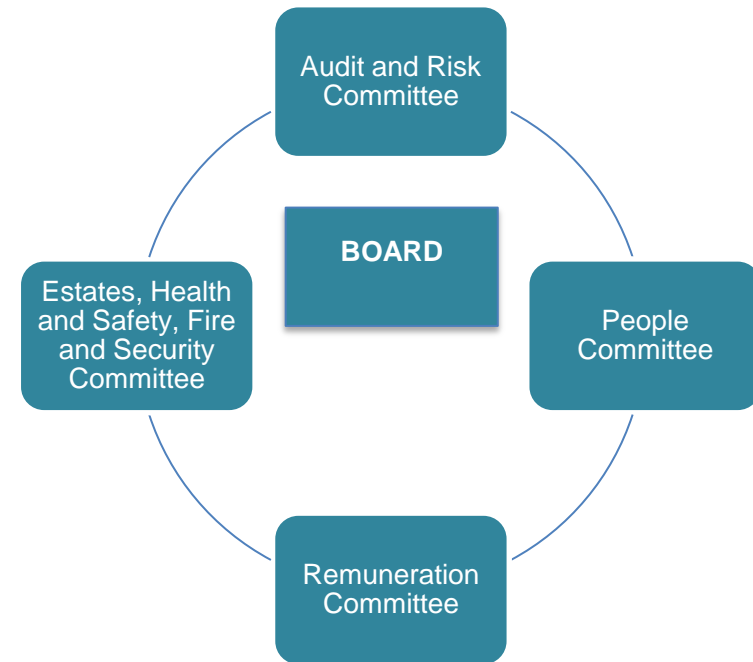 Audit and Risk
Committee
BOARD
Estates, Health
and Safety, Fire
and Security
Committee
People
Committee
Remuneration
Committee